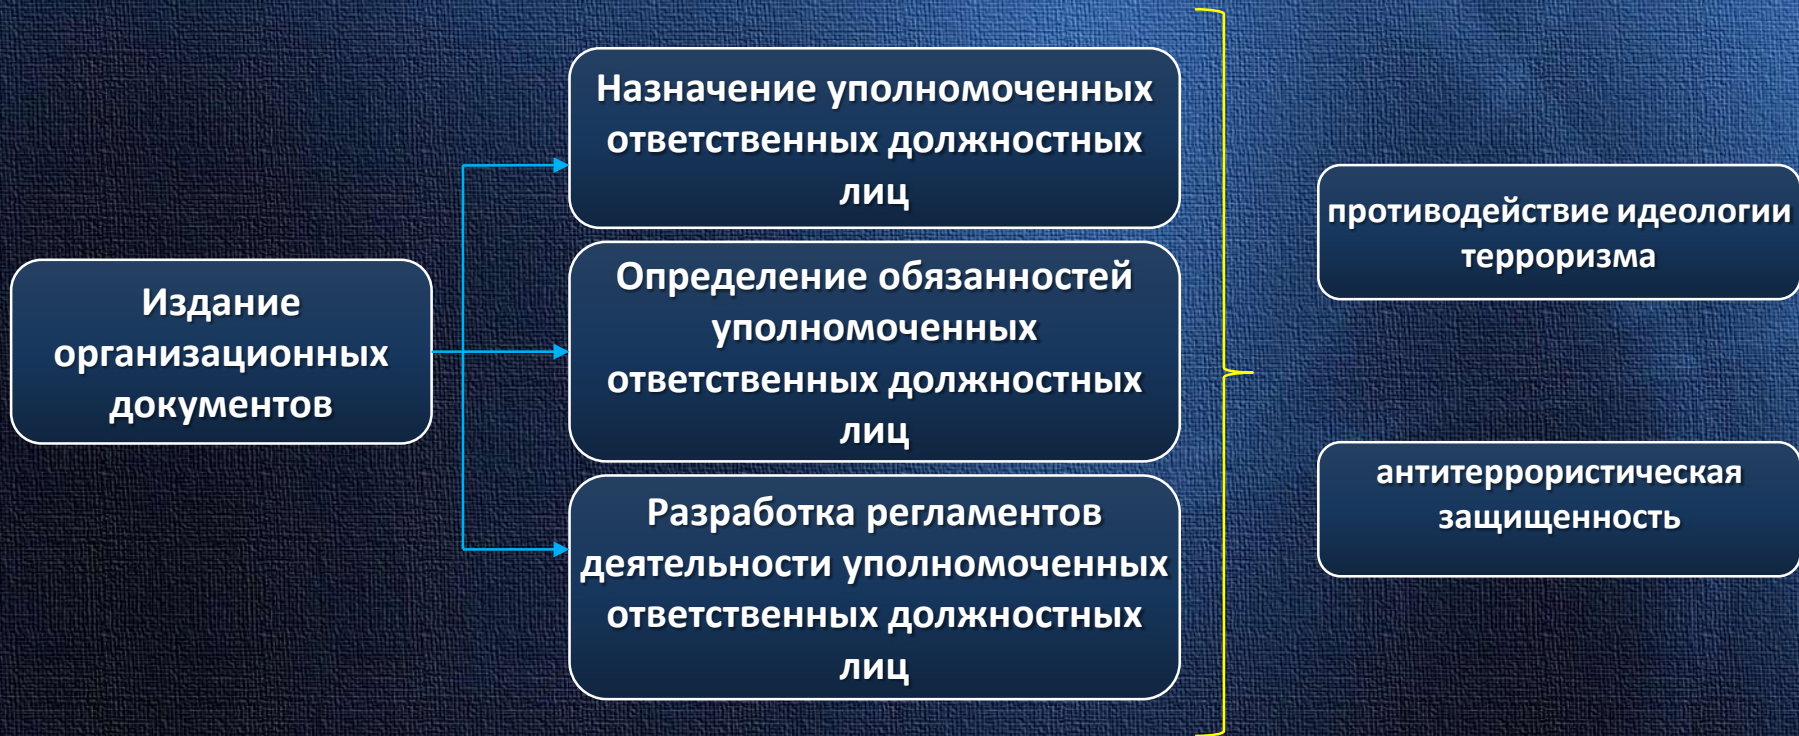 Издание
организационных
документов
Назначение уполномоченных
ответственных должностных
лиц
Определение обязанностей
уполномоченных
ответственных должностных
лиц
Разработка регламентов
деятельности уполномоченных
ответственных должностных
лиц
противодействие идеологии
терроризма
антитеррористическая
защищенность